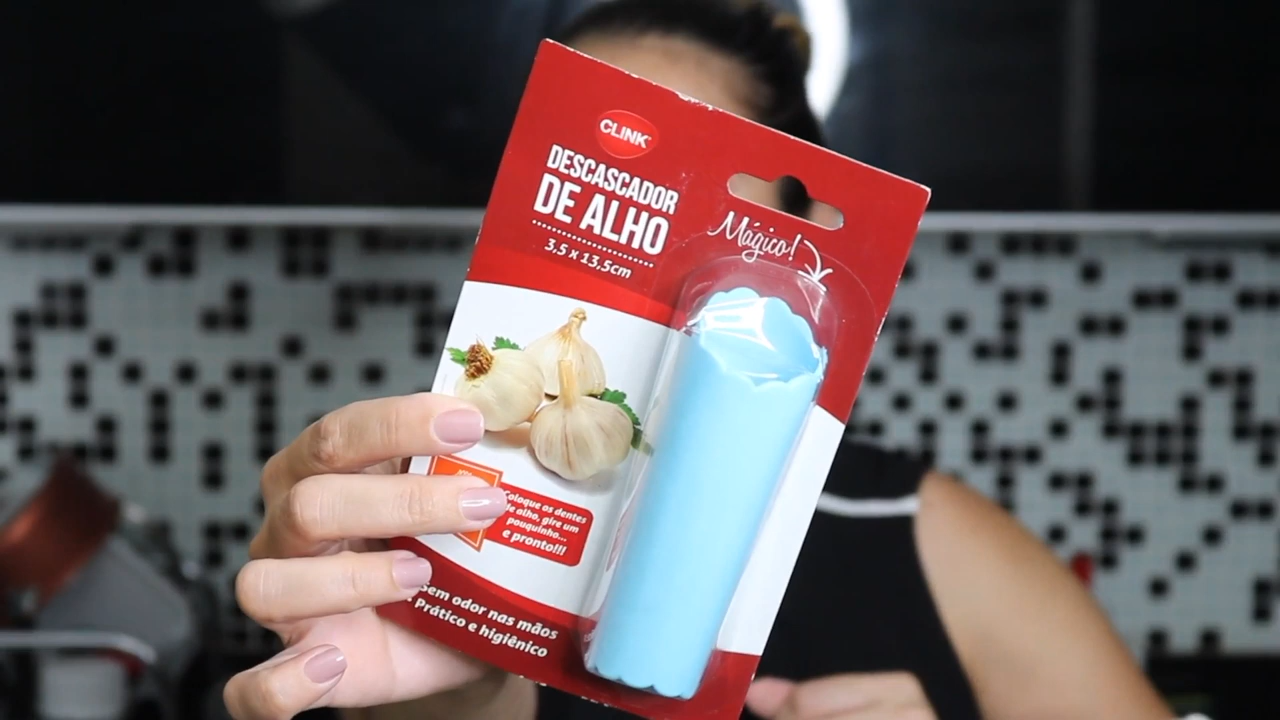 CLINK
DESCASCADOR
DE ALHO
3,5 x 13,5cm
Mágico!
Coloque os dentes
de alho, gire um
pouquinho...
e pronto!!!
Sem odor nas mãos
Prático e higiênico